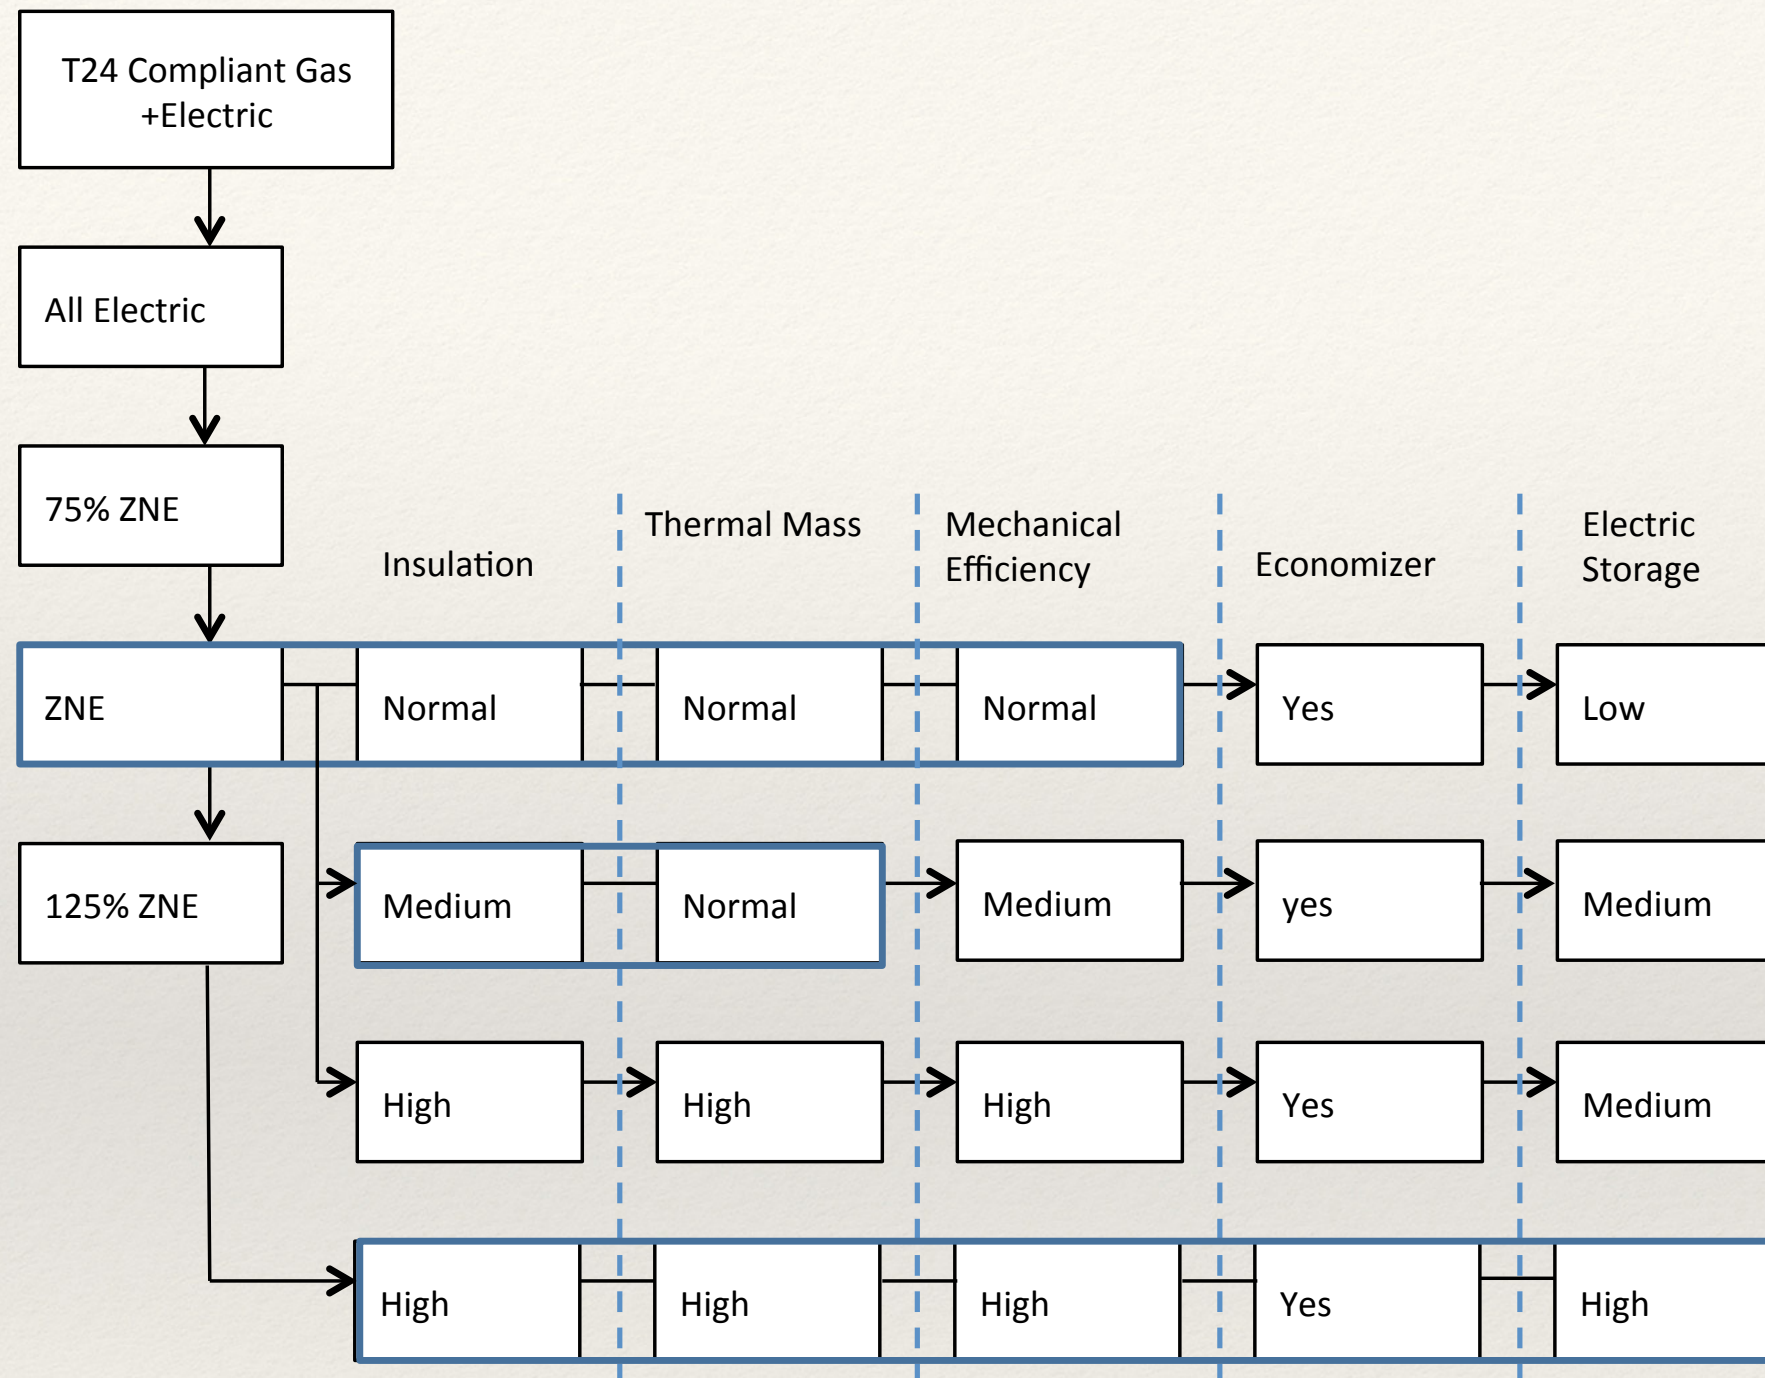 T24 Compliant Gas
+Electric
All Electric
75% ZNE
Insulation
Thermal Mass
Mechanical
Efficiency
Economizer
Electric
Storage
ZNE
Normal
Normal
Normal
Yes
Low
125% ZNE
Medium
Normal
Medium
yes
Medium
High
High
High
Yes
Medium
High
High
High
Yes
High